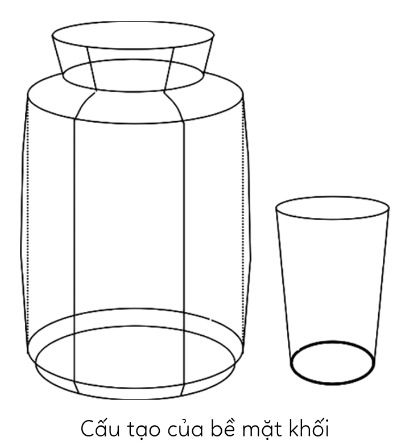 Cấu tạo của bề mặt khối